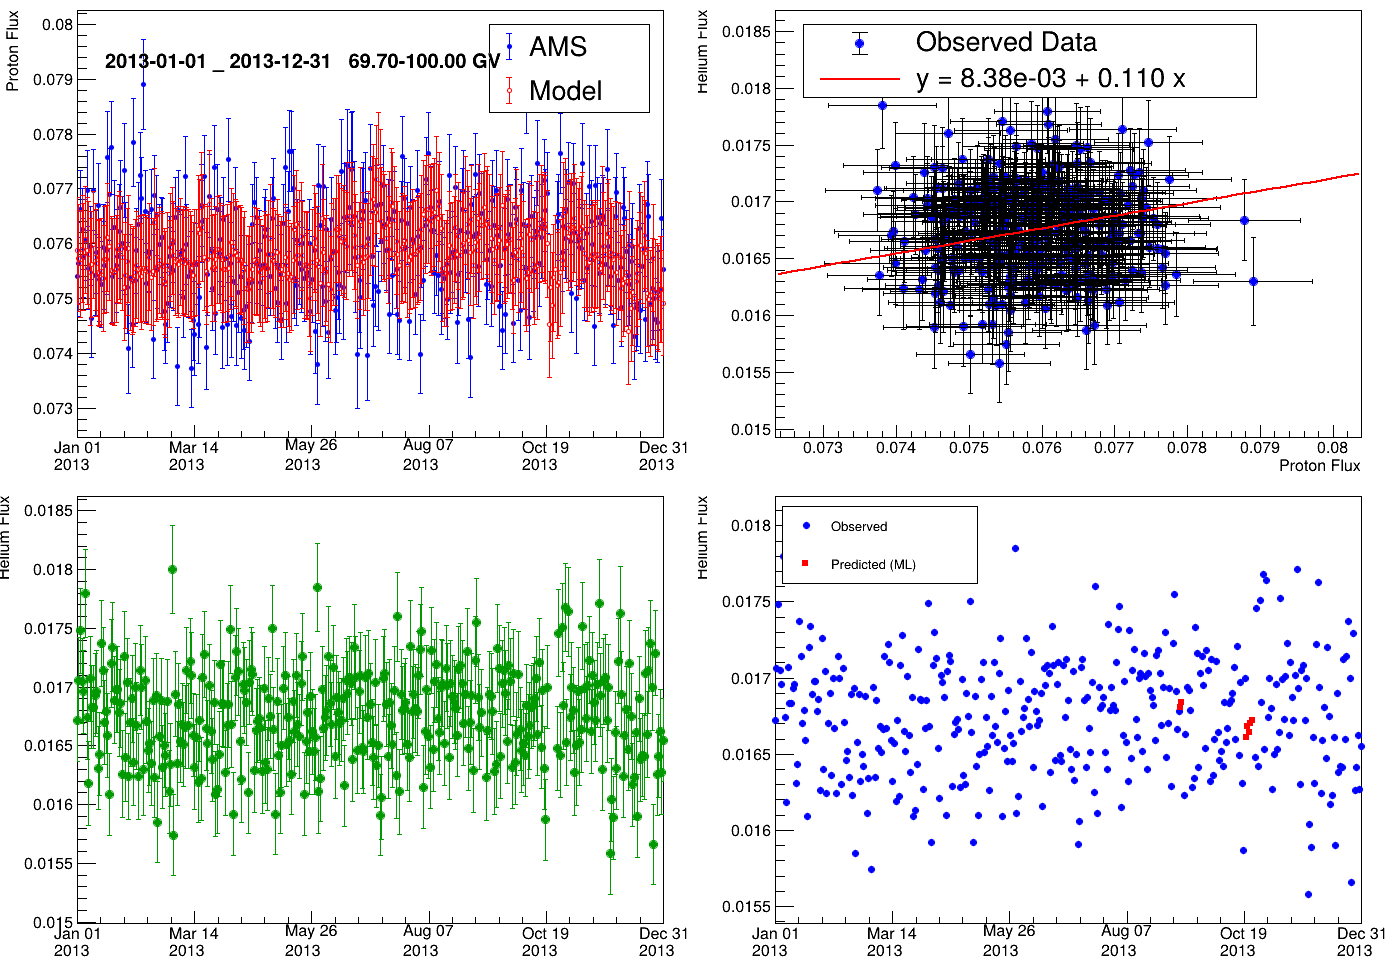 Proton Flux
0.08
0.079
0.078
0.077
0.076
0.075
0.074
0.073
2013-01-01 _ 2013-12-31 69.70-100.00 GV
AMS
Model
Jan 01
2013
Mar 14
2013
May 26
2013
Aug 07
2013
Oct 19
2013
Dec 31
2013
Helium Flux
0.0185
0.018
0.0175
0.017
0.0165
0.016
0.0155
0.015
Observed Data
y = 8.38e-03 + 0.110 x
0.073
0.074
0.075
0.076
0.077
0.078
0.079
0.08
Proton Flux
Helium Flux
0.0185
0.018
0.0175
0.017
0.0165
0.016
0.0155
0.015
Jan 01
2013
Mar 14
2013
May 26
2013
Aug 07
2013
Oct 19
2013
Dec 31
2013
Helium Flux
0.018
0.0175
0.017
0.0165
0.016
0.0155
Observed
Predicted (ML)
Jan 01
2013
Mar 14
2013
May 26
2013
Aug 07
2013
Oct 19
2013
Dec 31
2013